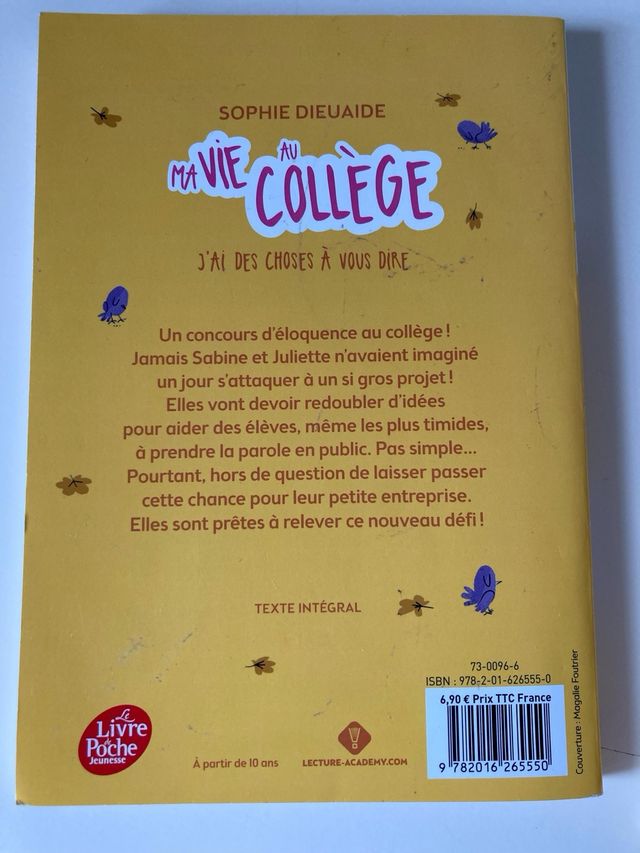 SOPHIE DIEUAIDE
MA VIE AU
COLLÈGE
J'AI DES CHOSES À VOUS DIRE
Un concours d'éloquence au collège !
Jamais Sabine et Juliette n'avaient imaginé
un jour s'attaquer à un si gros projet !
Elles vont devoir redoubler d'idées
pour aider des élèves, même les plus timides,
à prendre la parole en public. Pas simple...
Pourtant, hors de question de laisser passer
cette chance pour leur petite entreprise.
Elles sont prêtes à relever ce nouveau défi !
TEXTE INTÉGRAL
Le
Livre
de
Poche
Jeunesse
À partir de 10 ans
LECTURE-ACADEMY.COM
73-0096-6
ISBN : 978-2-01-626555-0
6,90 € Prix TTC France
9 782016 265550
Couverture : Magalie Foutrier